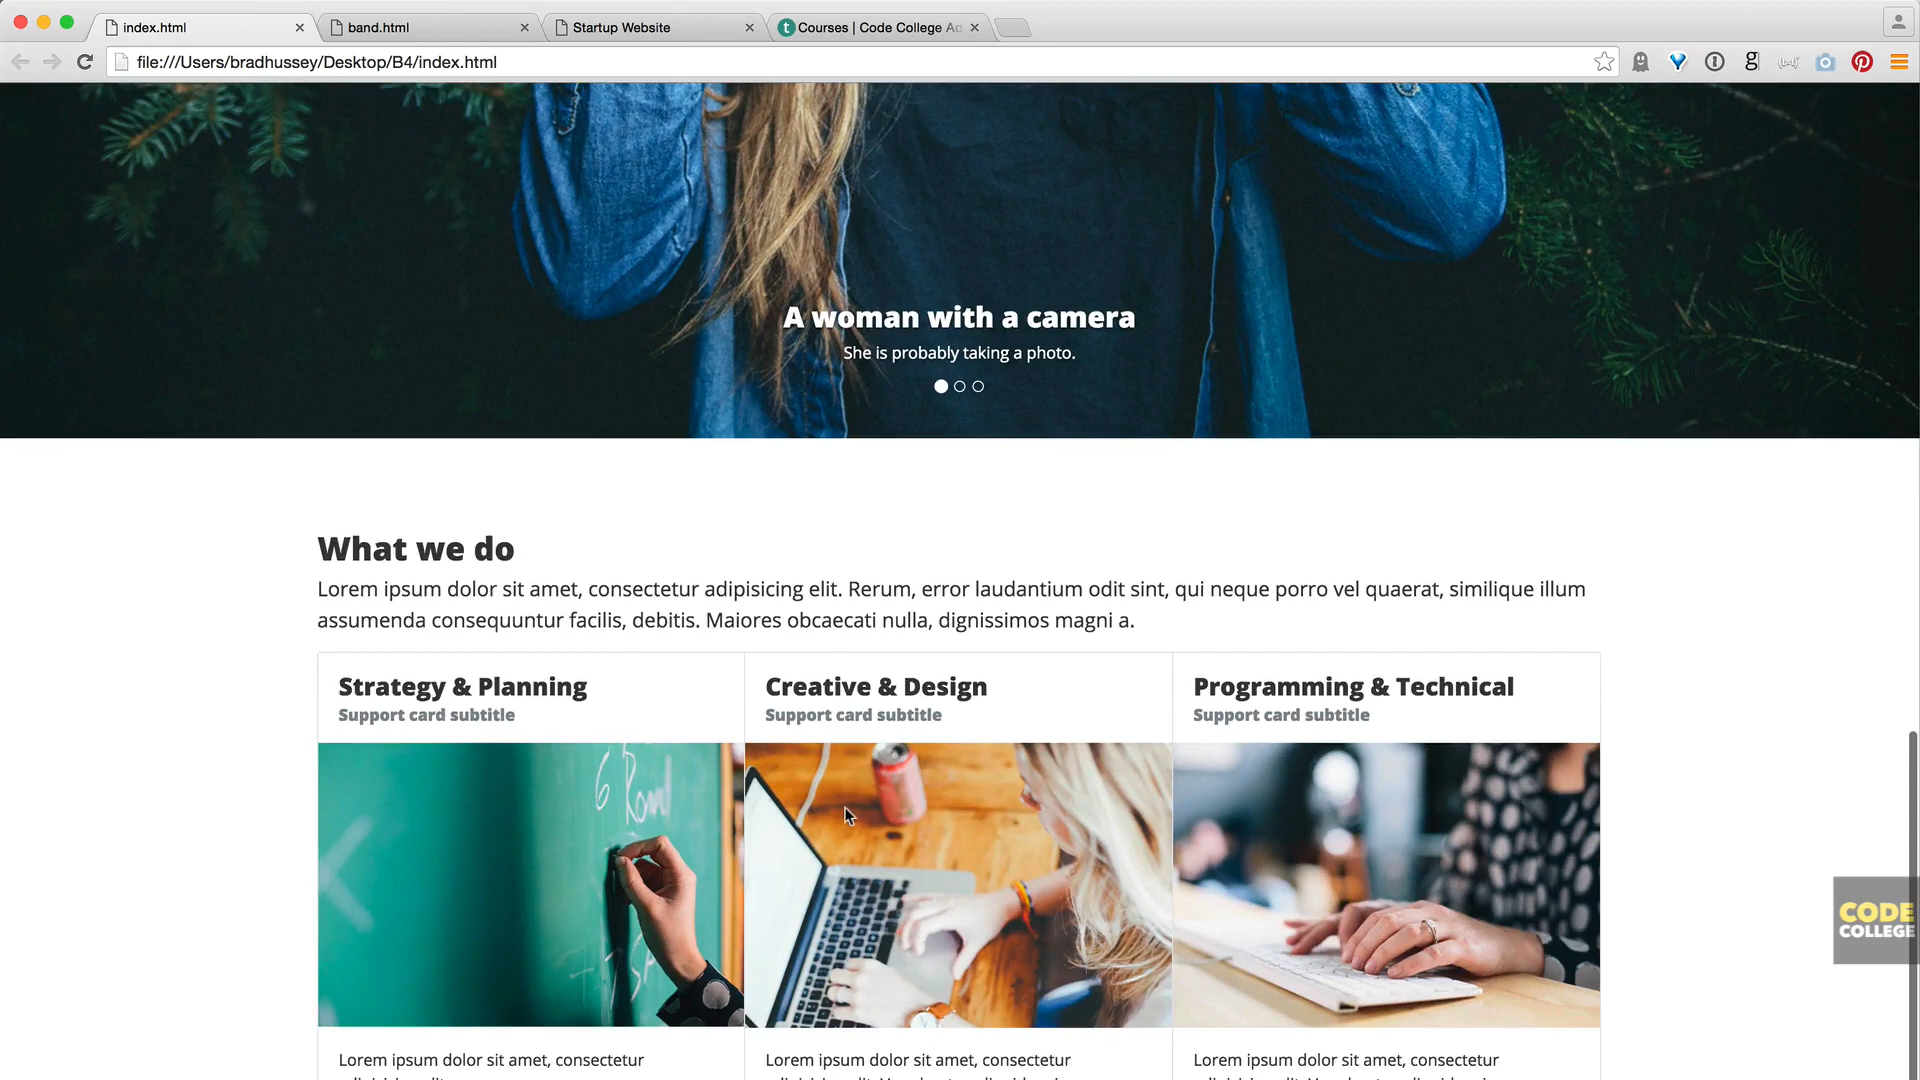 index.html
band.html
Startup Website
t Courses | Code College Ad
file:///Users/bradhussey/Desktop/B4/index.html
A woman with a camera
She is probably taking a photo.
What we do
Lorem ipsum dolor sit amet, consectetur adipisicing elit. Rerum, error laudantium odit sint, qui neque porro vel quaerat, similique illum
assumenda consequuntur facilis, debitis. Maiores obcaecati nulla, dignissimos magni a.
Strategy & Planning
Support card subtitle
Creative & Design
Support card subtitle
Programming & Technical
Support card subtitle
CODE
COLLEGE
Lorem ipsum dolor sit amet, consectetur
Lorem ipsum dolor sit amet, consectetur
Lorem ipsum dolor sit amet, consectetur